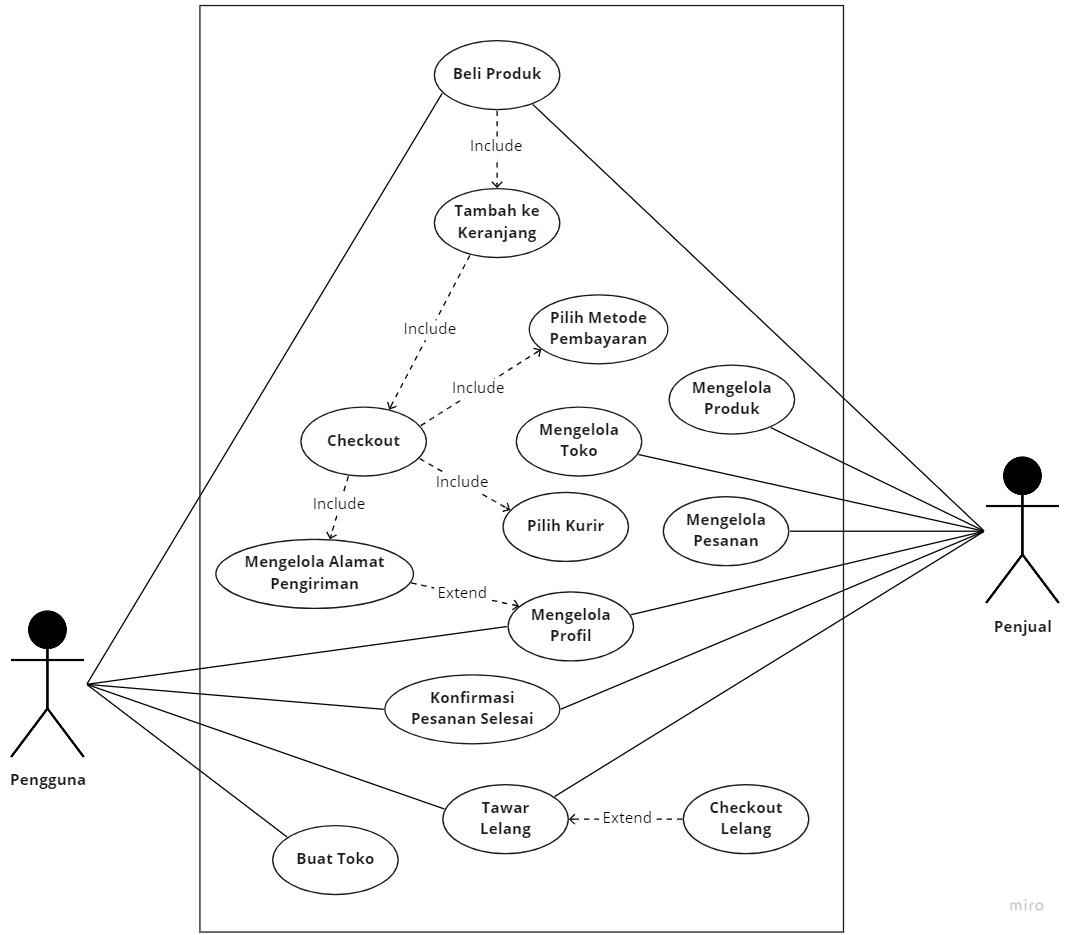 Beli Produk
Include
Tambah ke
Keranjang
Include
Pilih Metode
Pembayaran
Include
Mengelola
Produk
Checkout
Mengelola
Toko
Include
Include
Pilih Kurir
Mengelola
Pesanan
Mengelola Alamat
Pengiriman
Extend
Mengelola
Profil
Penjual
Konfirmasi
Pesanan Selesai
Pengguna
Tawar
Lelang
Extend
Checkout
Lelang
Buat Toko
miro